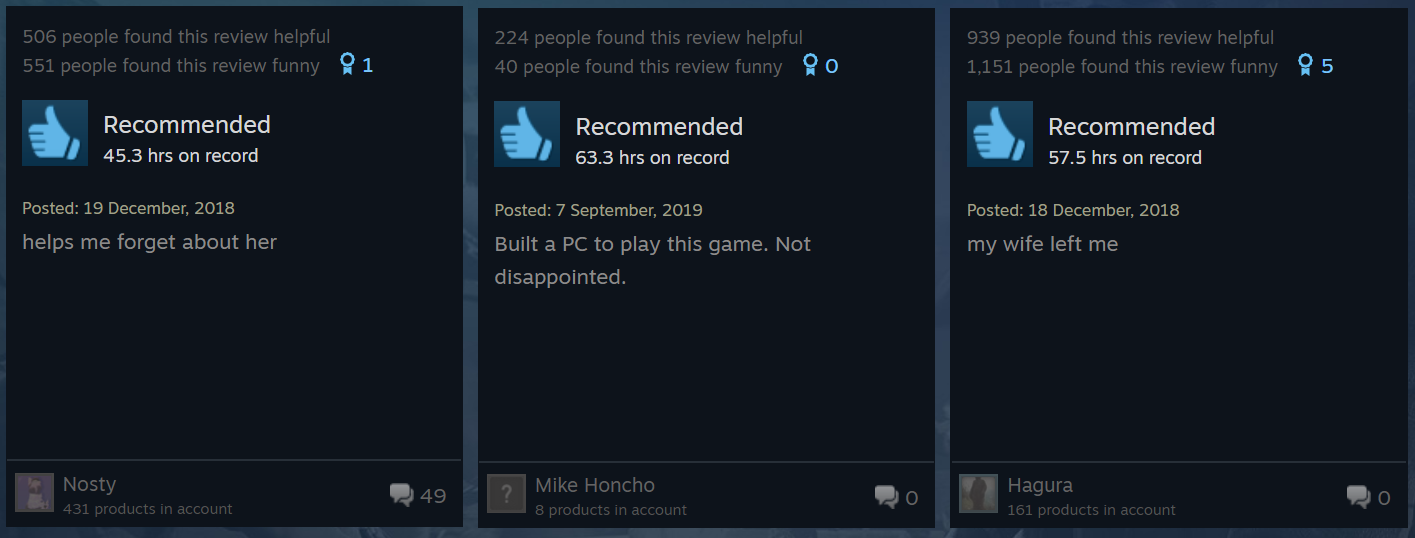 506 people found this review helpful
551 people found this review funny 1
Recommended
45.3 hrs on record
Posted: 19 December, 2018
helps me forget about her
Nosty
431 products in account
49
224 people found this review helpful
40 people found this review funny 0
Recommended
63.3 hrs on record
Posted: 7 September, 2019
Built a PC to play this game. Not
disappointed.
?
Mike Honcho
8 products in account
0
939 people found this review helpful
1,151 people found this review funny 5
Recommended
57.5 hrs on record
Posted: 18 December, 2018
my wife left me
Hagura
161 products in account
0